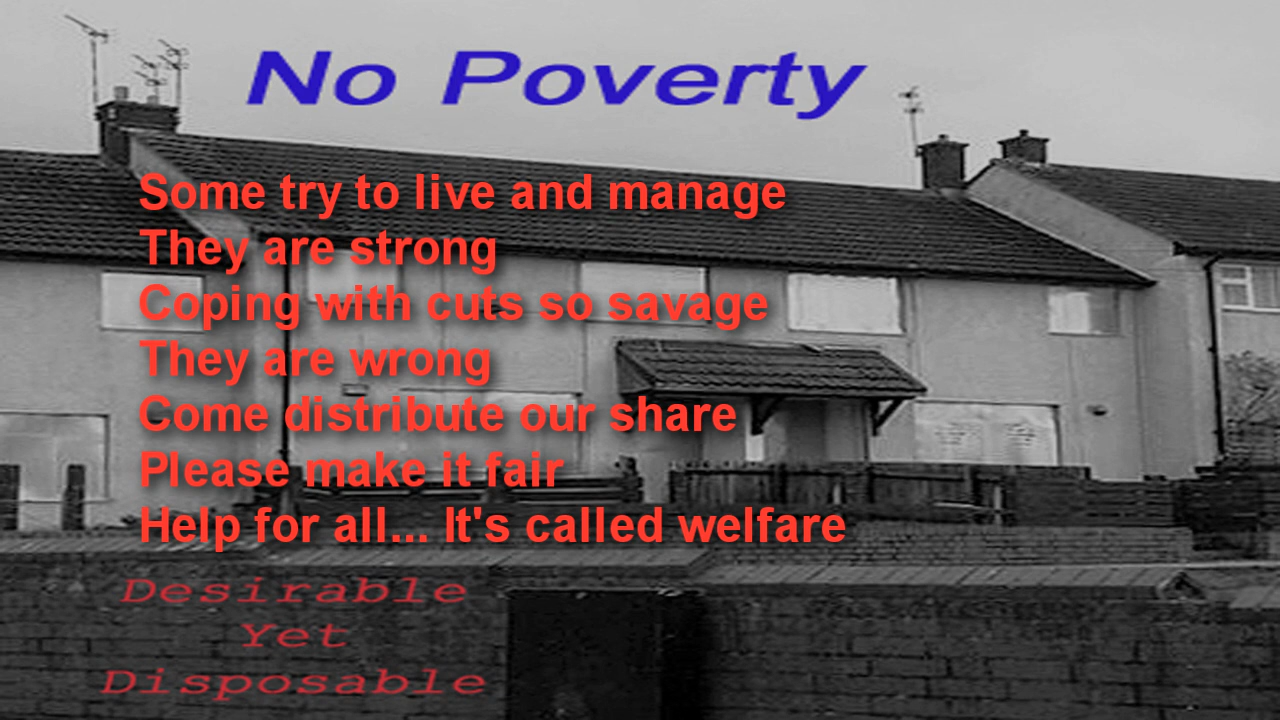 No Poverty
Some try to live and manage
They are strong
Coping with cuts so savage
They are wrong
Come distribute our share
Please make it fair
Help for all... It's called welfare
Desirable
Yet
Disposable